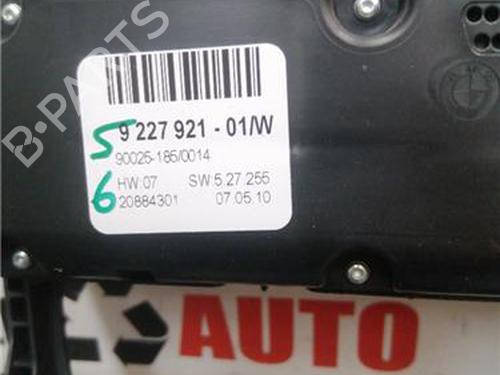 B-PARTS
9 227 921 - 01/W
5
90026-185/0014
HW:07 SW:5.27.255
6
20884301 07.05.10
AUTO